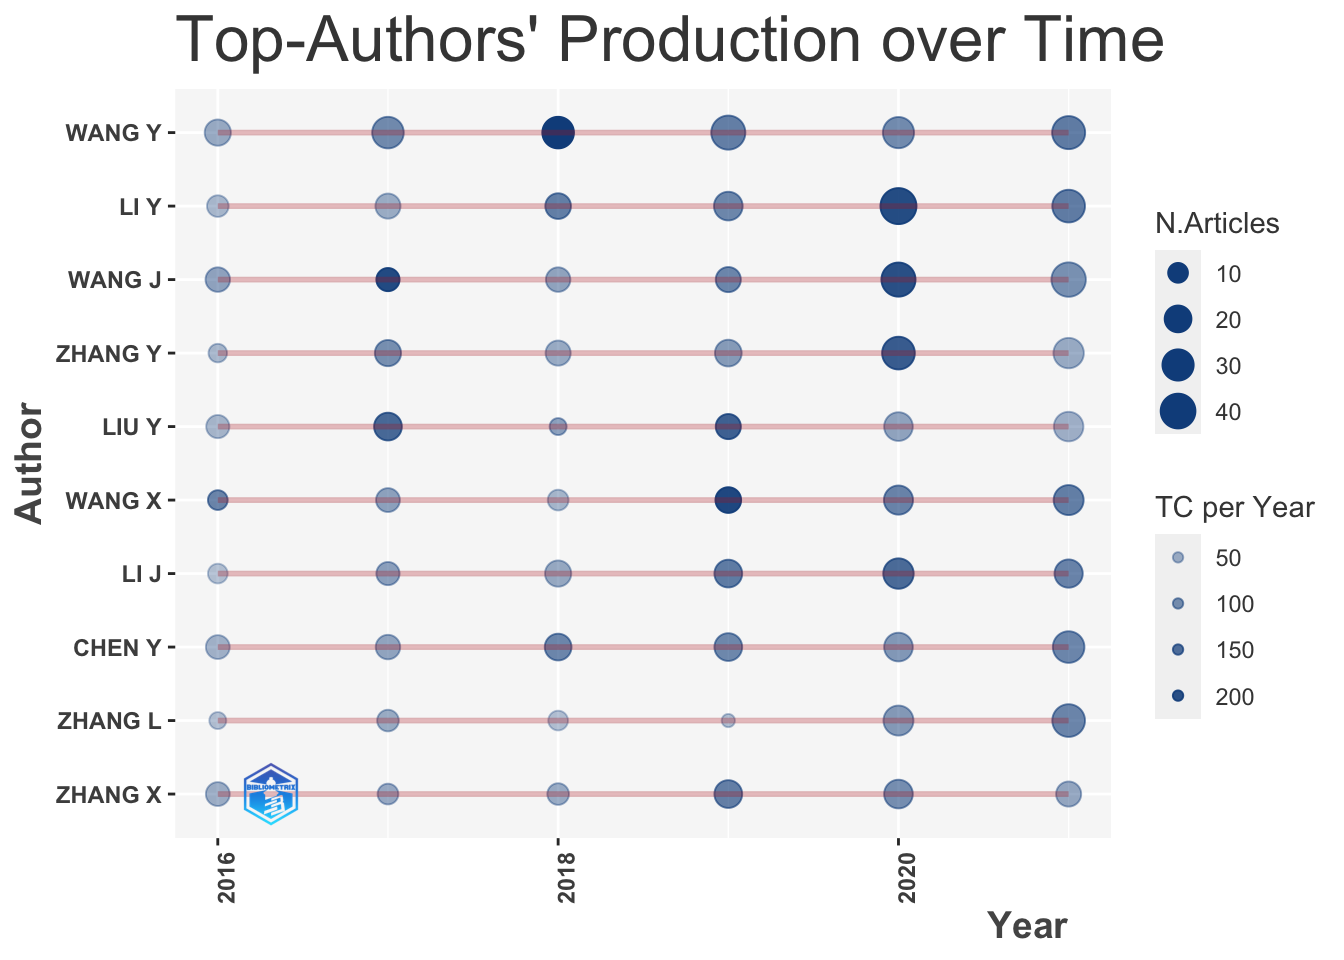 Top-Authors' Production over Time
WANG Y
LI Y
WANG J
ZHANG Y
LIU Y
WANG X
LI J
CHEN Y
ZHANG L
ZHANG X
Author
BIBLIOMETRIX
2016
2018
2020
Year
N.Articles
10
20
30
40
TC per Year
50
100
150
200